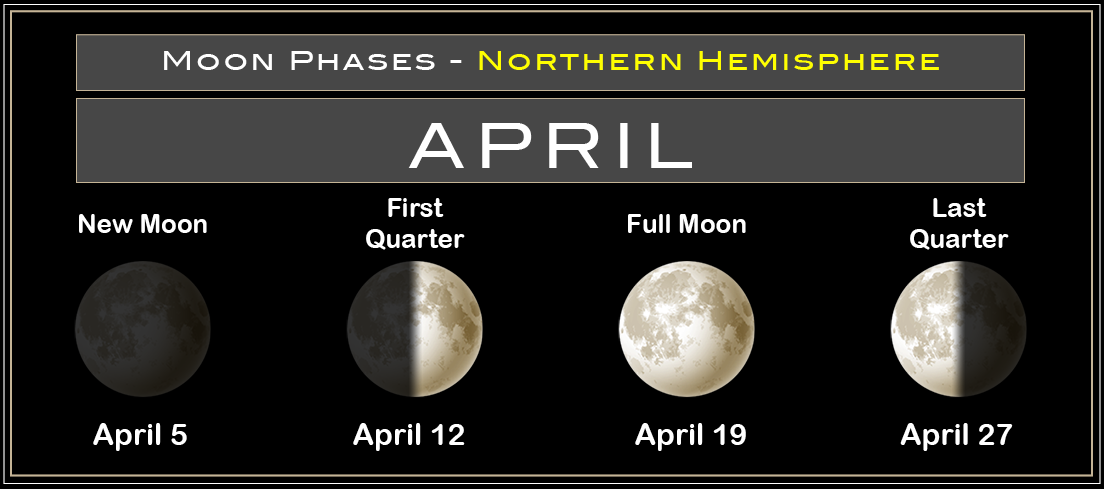 Moon Phases - Northern Hemisphere
APRIL
New Moon
First
Quarter
Full Moon
Last
Quarter
April 5
April 12
April 19
April 27